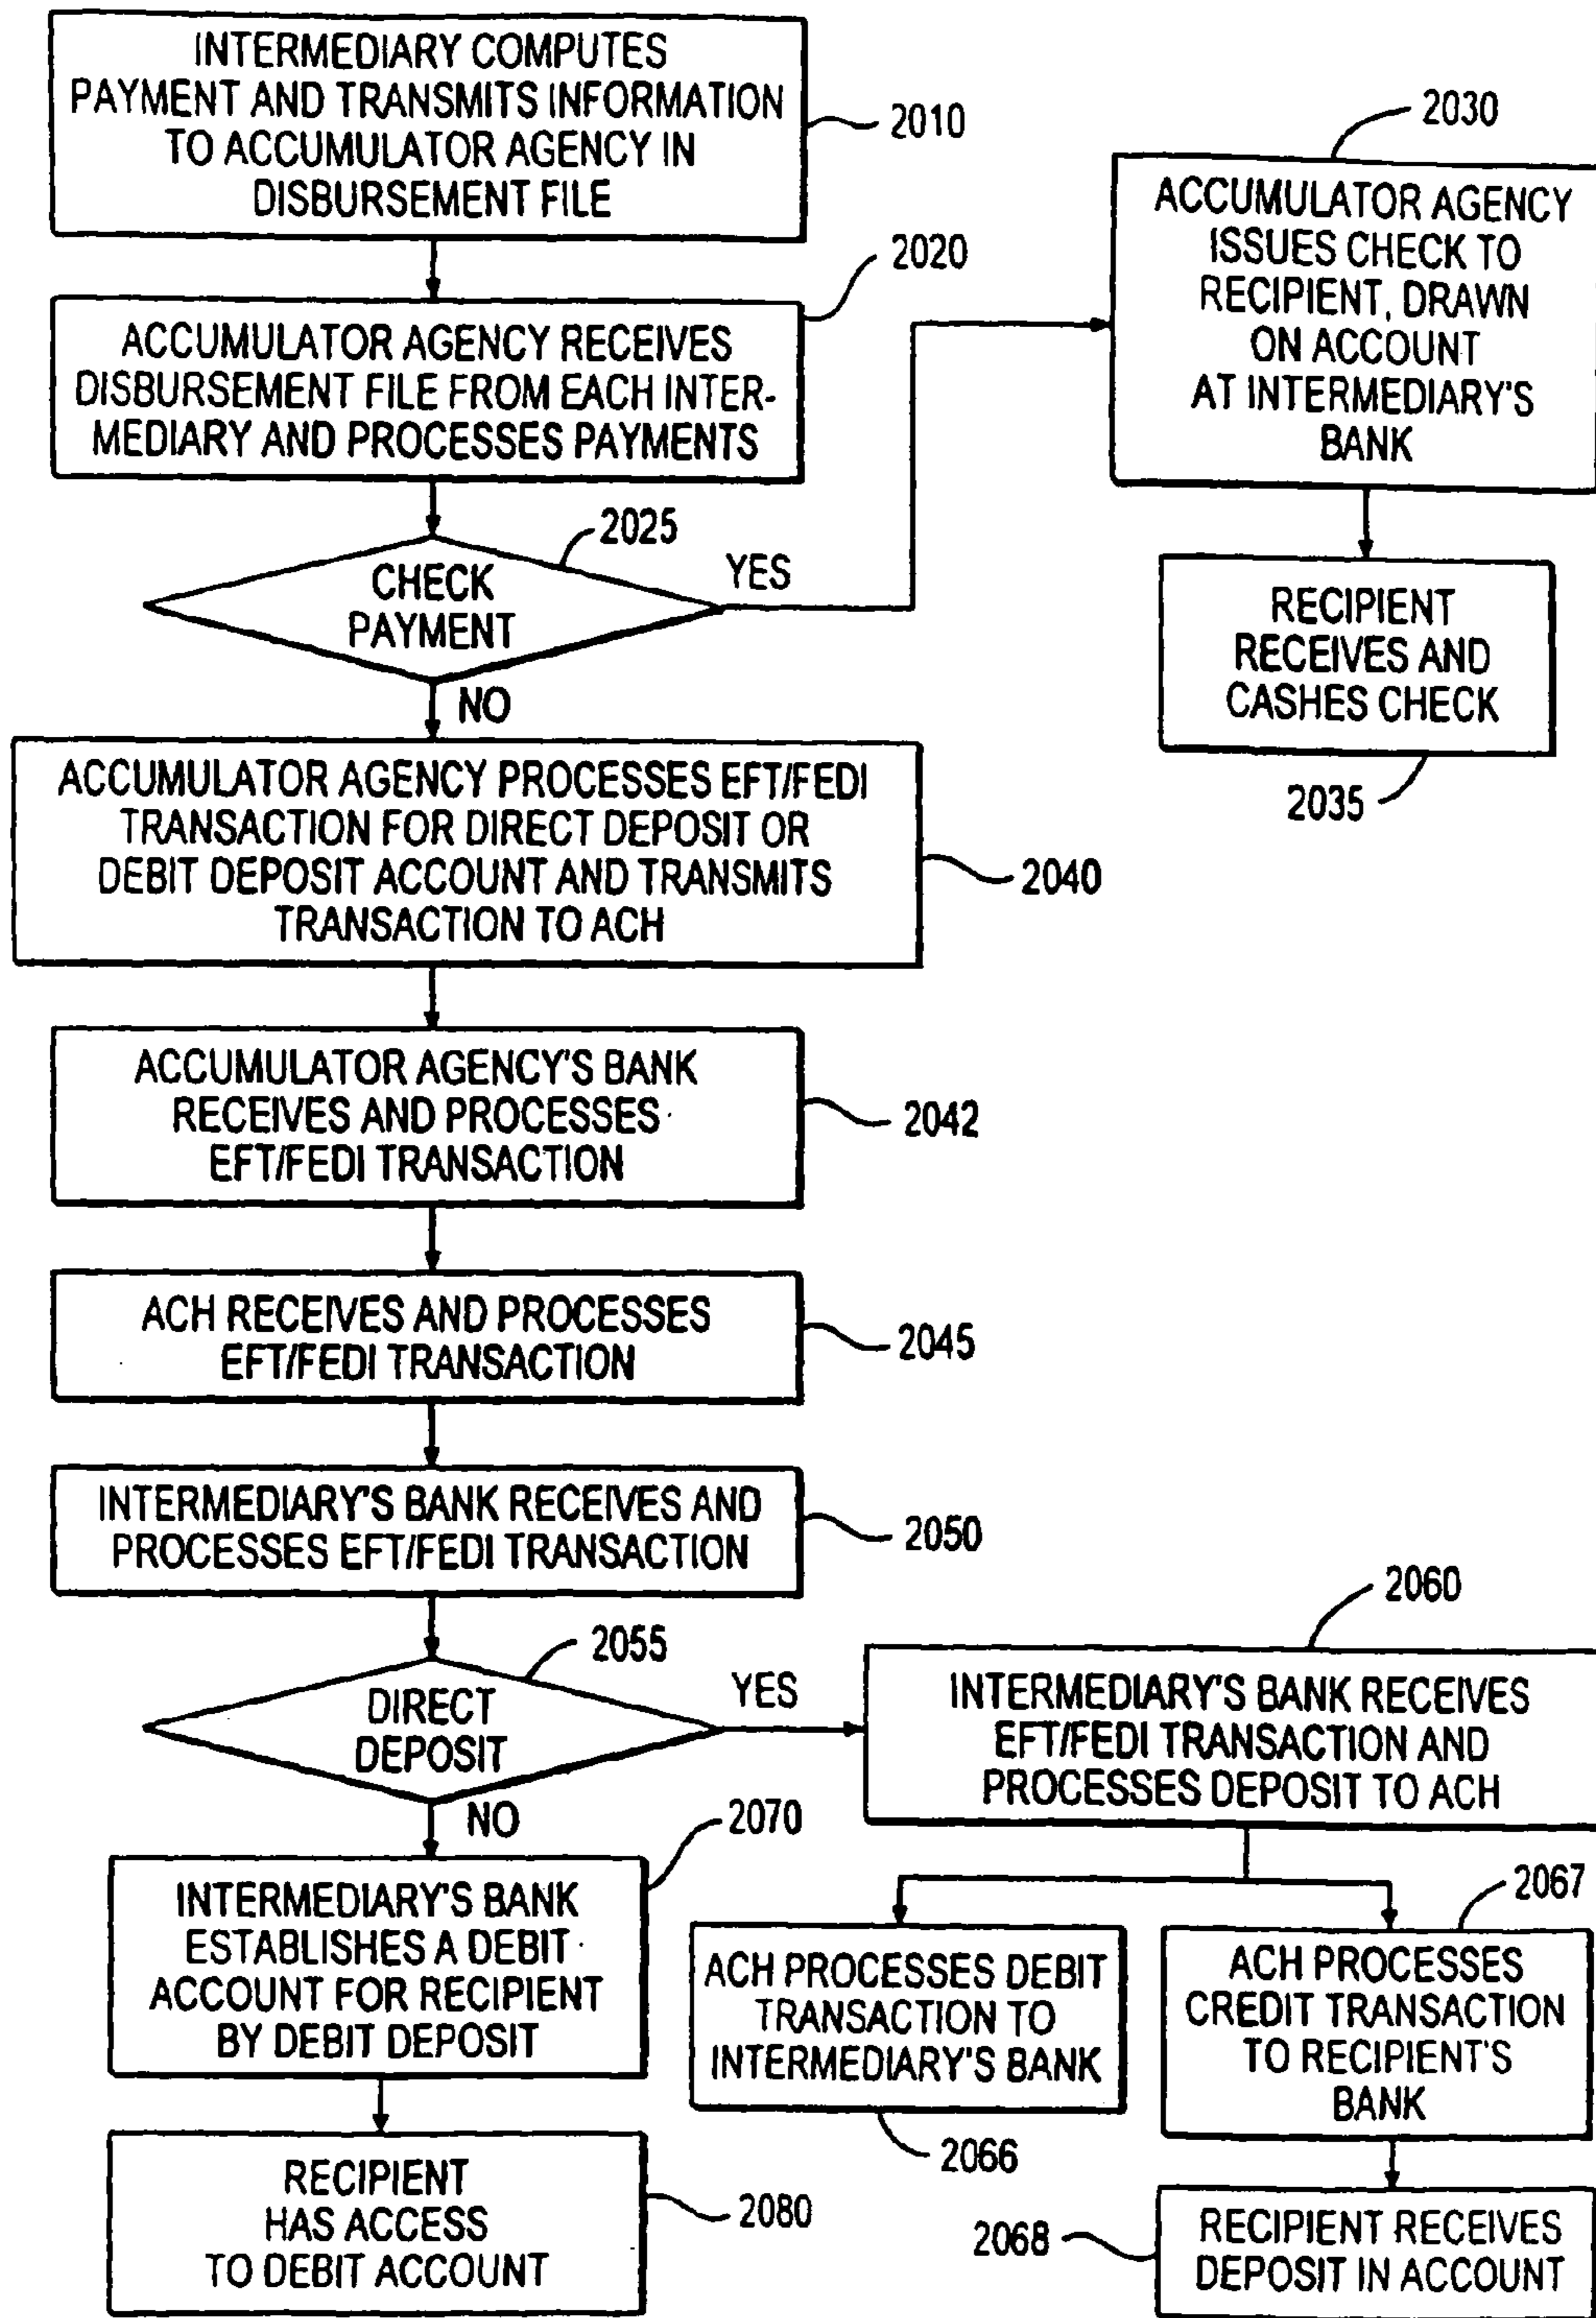 INTERMEDIARY COMPUTES
PAYMENT AND TRANSMITS INFORMATION
TO ACCUMULATOR AGENCY IN
DISBURSEMENT FILE
2010
2020
ACCUMULATOR AGENCY RECEIVES
DISBURSEMENT FILE FROM EACH INTER-
MEDIARY AND PROCESSES PAYMENTS
2025
CHECK
PAYMENT
YES
NO
2030
ACCUMULATOR AGENCY
ISSUES CHECK TO
RECIPIENT, DRAWN
ON ACCOUNT
AT INTERMEDIARY'S
BANK
RECIPIENT
RECEIVES AND
CASHES CHECK
2035
ACCUMULATOR AGENCY PROCESSES EFT/FEDI
TRANSACTION FOR DIRECT DEPOSIT OR
DEBIT DEPOSIT ACCOUNT AND TRANSMITS
TRANSACTION TO ACH
2040
ACCUMULATOR AGENCY'S BANK
RECEIVES AND PROCESSES
EFT/FEDI TRANSACTION
2042
ACH RECEIVES AND PROCESSES
EFT/FEDI TRANSACTION
2045
INTERMEDIARY'S BANK RECEIVES AND
PROCESSES EFT/FEDI TRANSACTION
2050
2055
DIRECT
DEPOSIT
YES
NO
2060
INTERMEDIARY'S BANK RECEIVES
EFT/FEDI TRANSACTION AND
PROCESSES DEPOSIT TO ACH
2070
INTERMEDIARY'S BANK
ESTABLISHES A DEBIT
ACCOUNT FOR RECIPIENT
BY DEBIT DEPOSIT
ACH PROCESSES DEBIT
TRANSACTION TO
INTERMEDIARY'S BANK
2066
2067
ACH PROCESSES
CREDIT TRANSACTION
TO RECIPIENT'S
BANK
RECIPIENT
HAS ACCESS
TO DEBIT ACCOUNT
2080
2068
RECIPIENT RECEIVES
DEPOSIT IN ACCOUNT